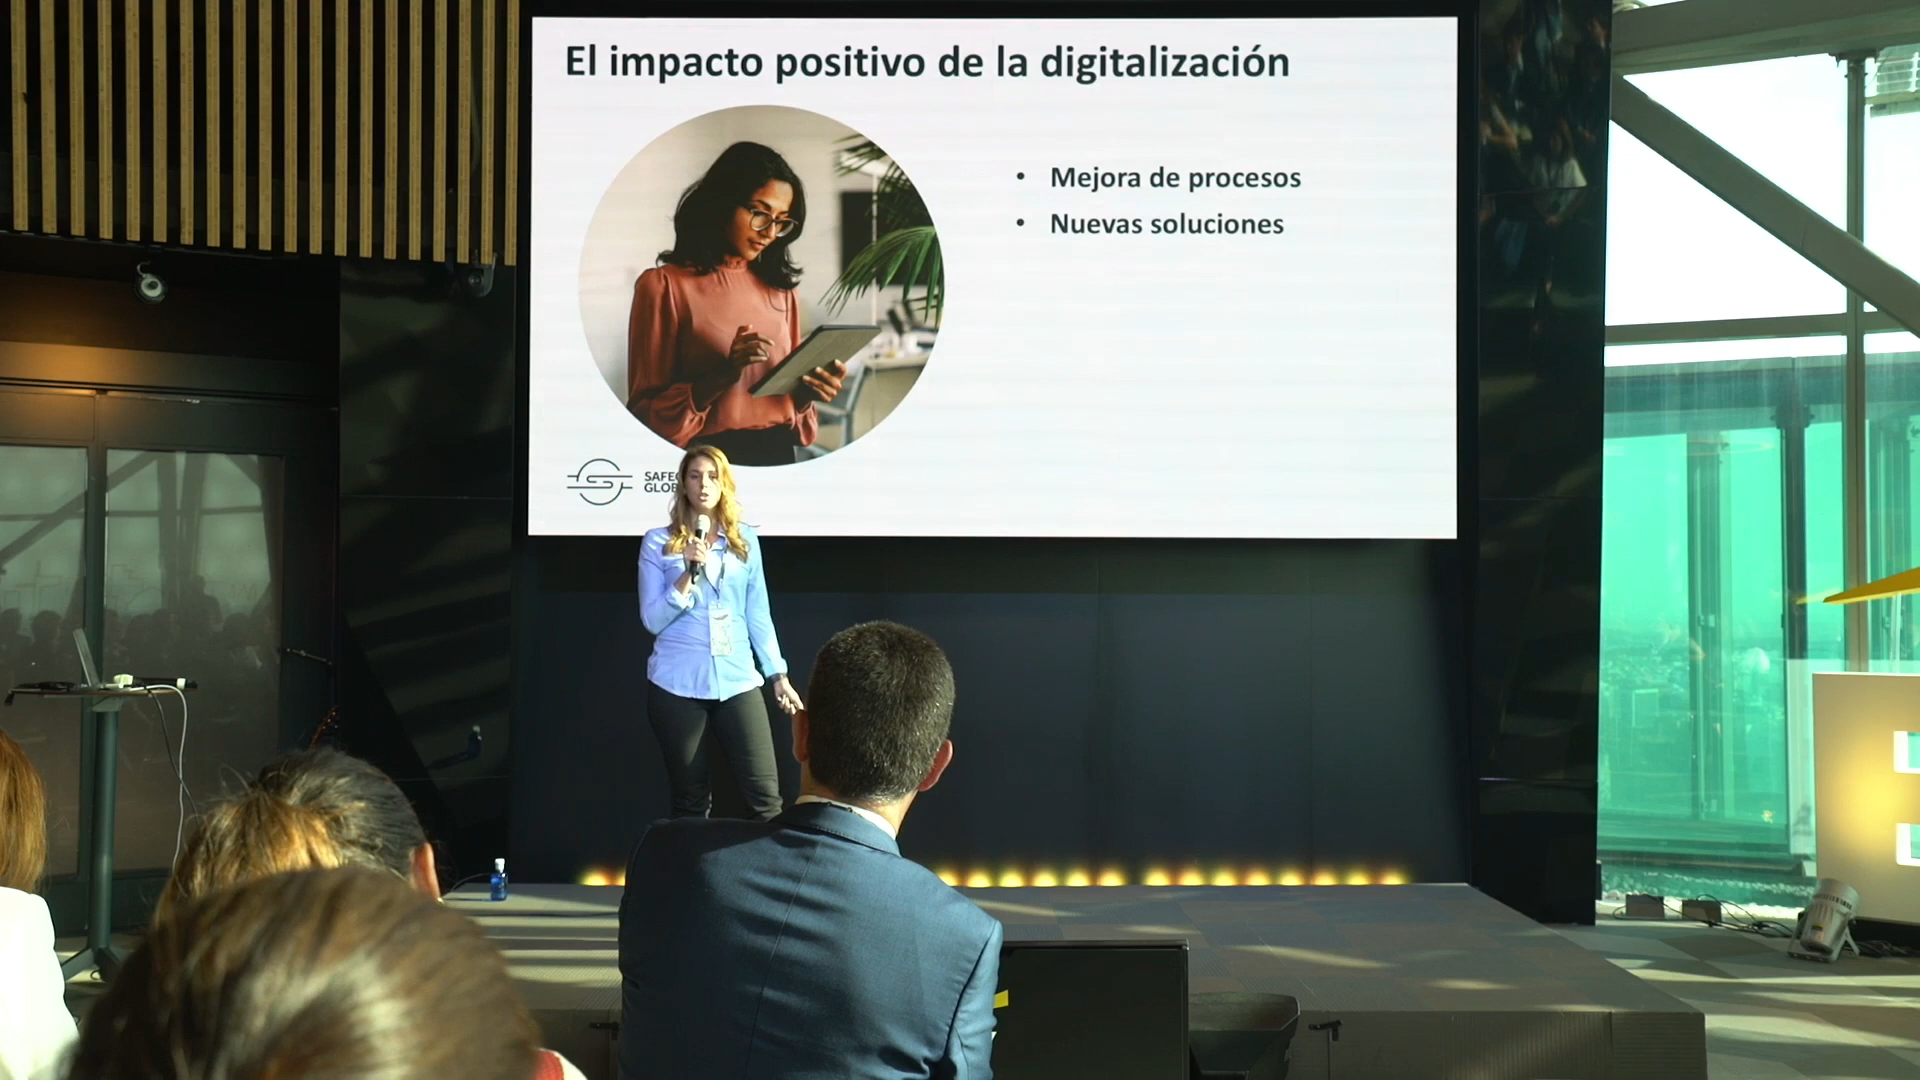 El impacto positivo de la digitalización
• Mejora de procesos
• Nuevas soluciones